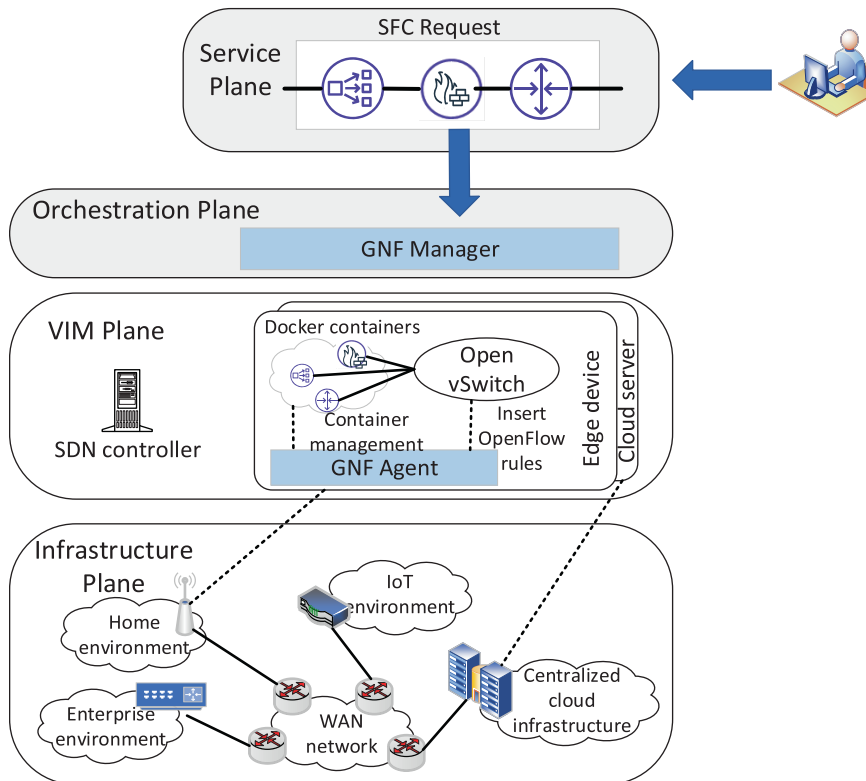 SFC Request
Service
Plane
Orchestration Plane
GNF Manager
VIM Plane
SDN controller
Docker containers
Open
vSwitch
Container
management
Insert
OpenFlow
rules
GNF Agent
Edge device
Cloud server
Infrastructure
Plane
Home
environment
IoT
environment
Enterprise
environment
WAN
network
Centralized
cloud
infrastructure